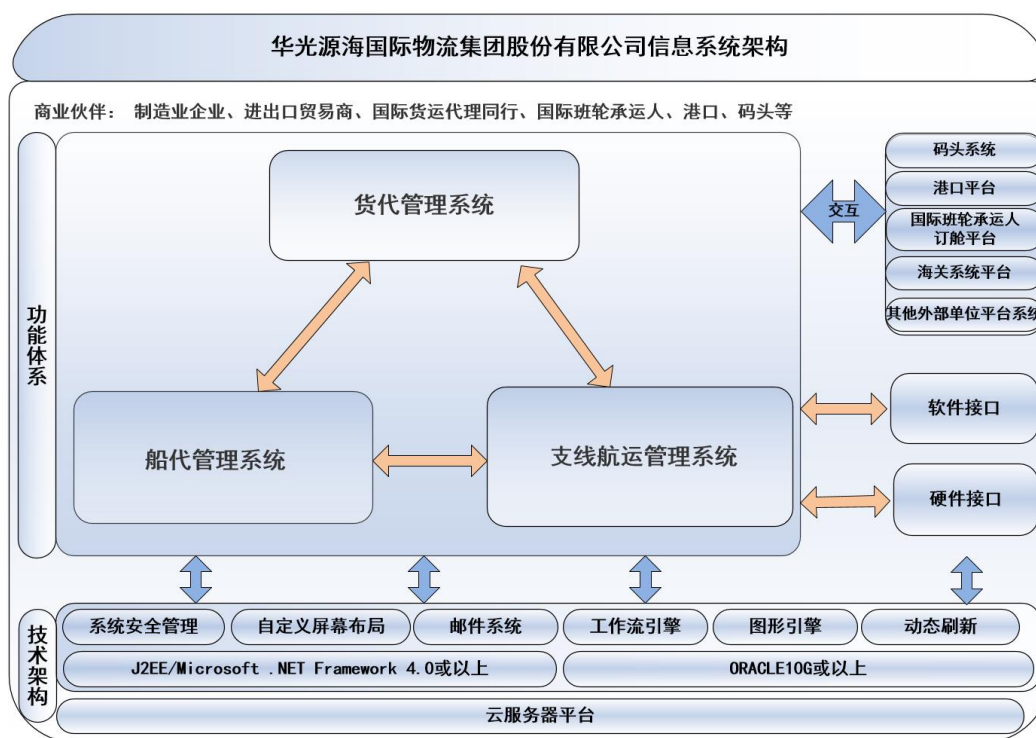 华光源海国际物流集团股份有限公司信息系统架构
商业伙伴： 制造业企业、进出口贸易商、国际货运代理同行、国际班轮承运人、港口、码头等
功能体系
货代管理系统
船代管理系统
支线航运管理系统
交互
码头系统
港口平台
国际班轮承运人
订舱平台
海关系统平台
其他外部单位平台系统
软件接口
硬件接口
技术架构
系统安全管理
自定义屏幕布局
邮件系统
工作流引擎
图形引擎
动态刷新
J2EE/Microsoft .NET Framework 4.0或以上
ORACLE10G或以上
云服务器平台